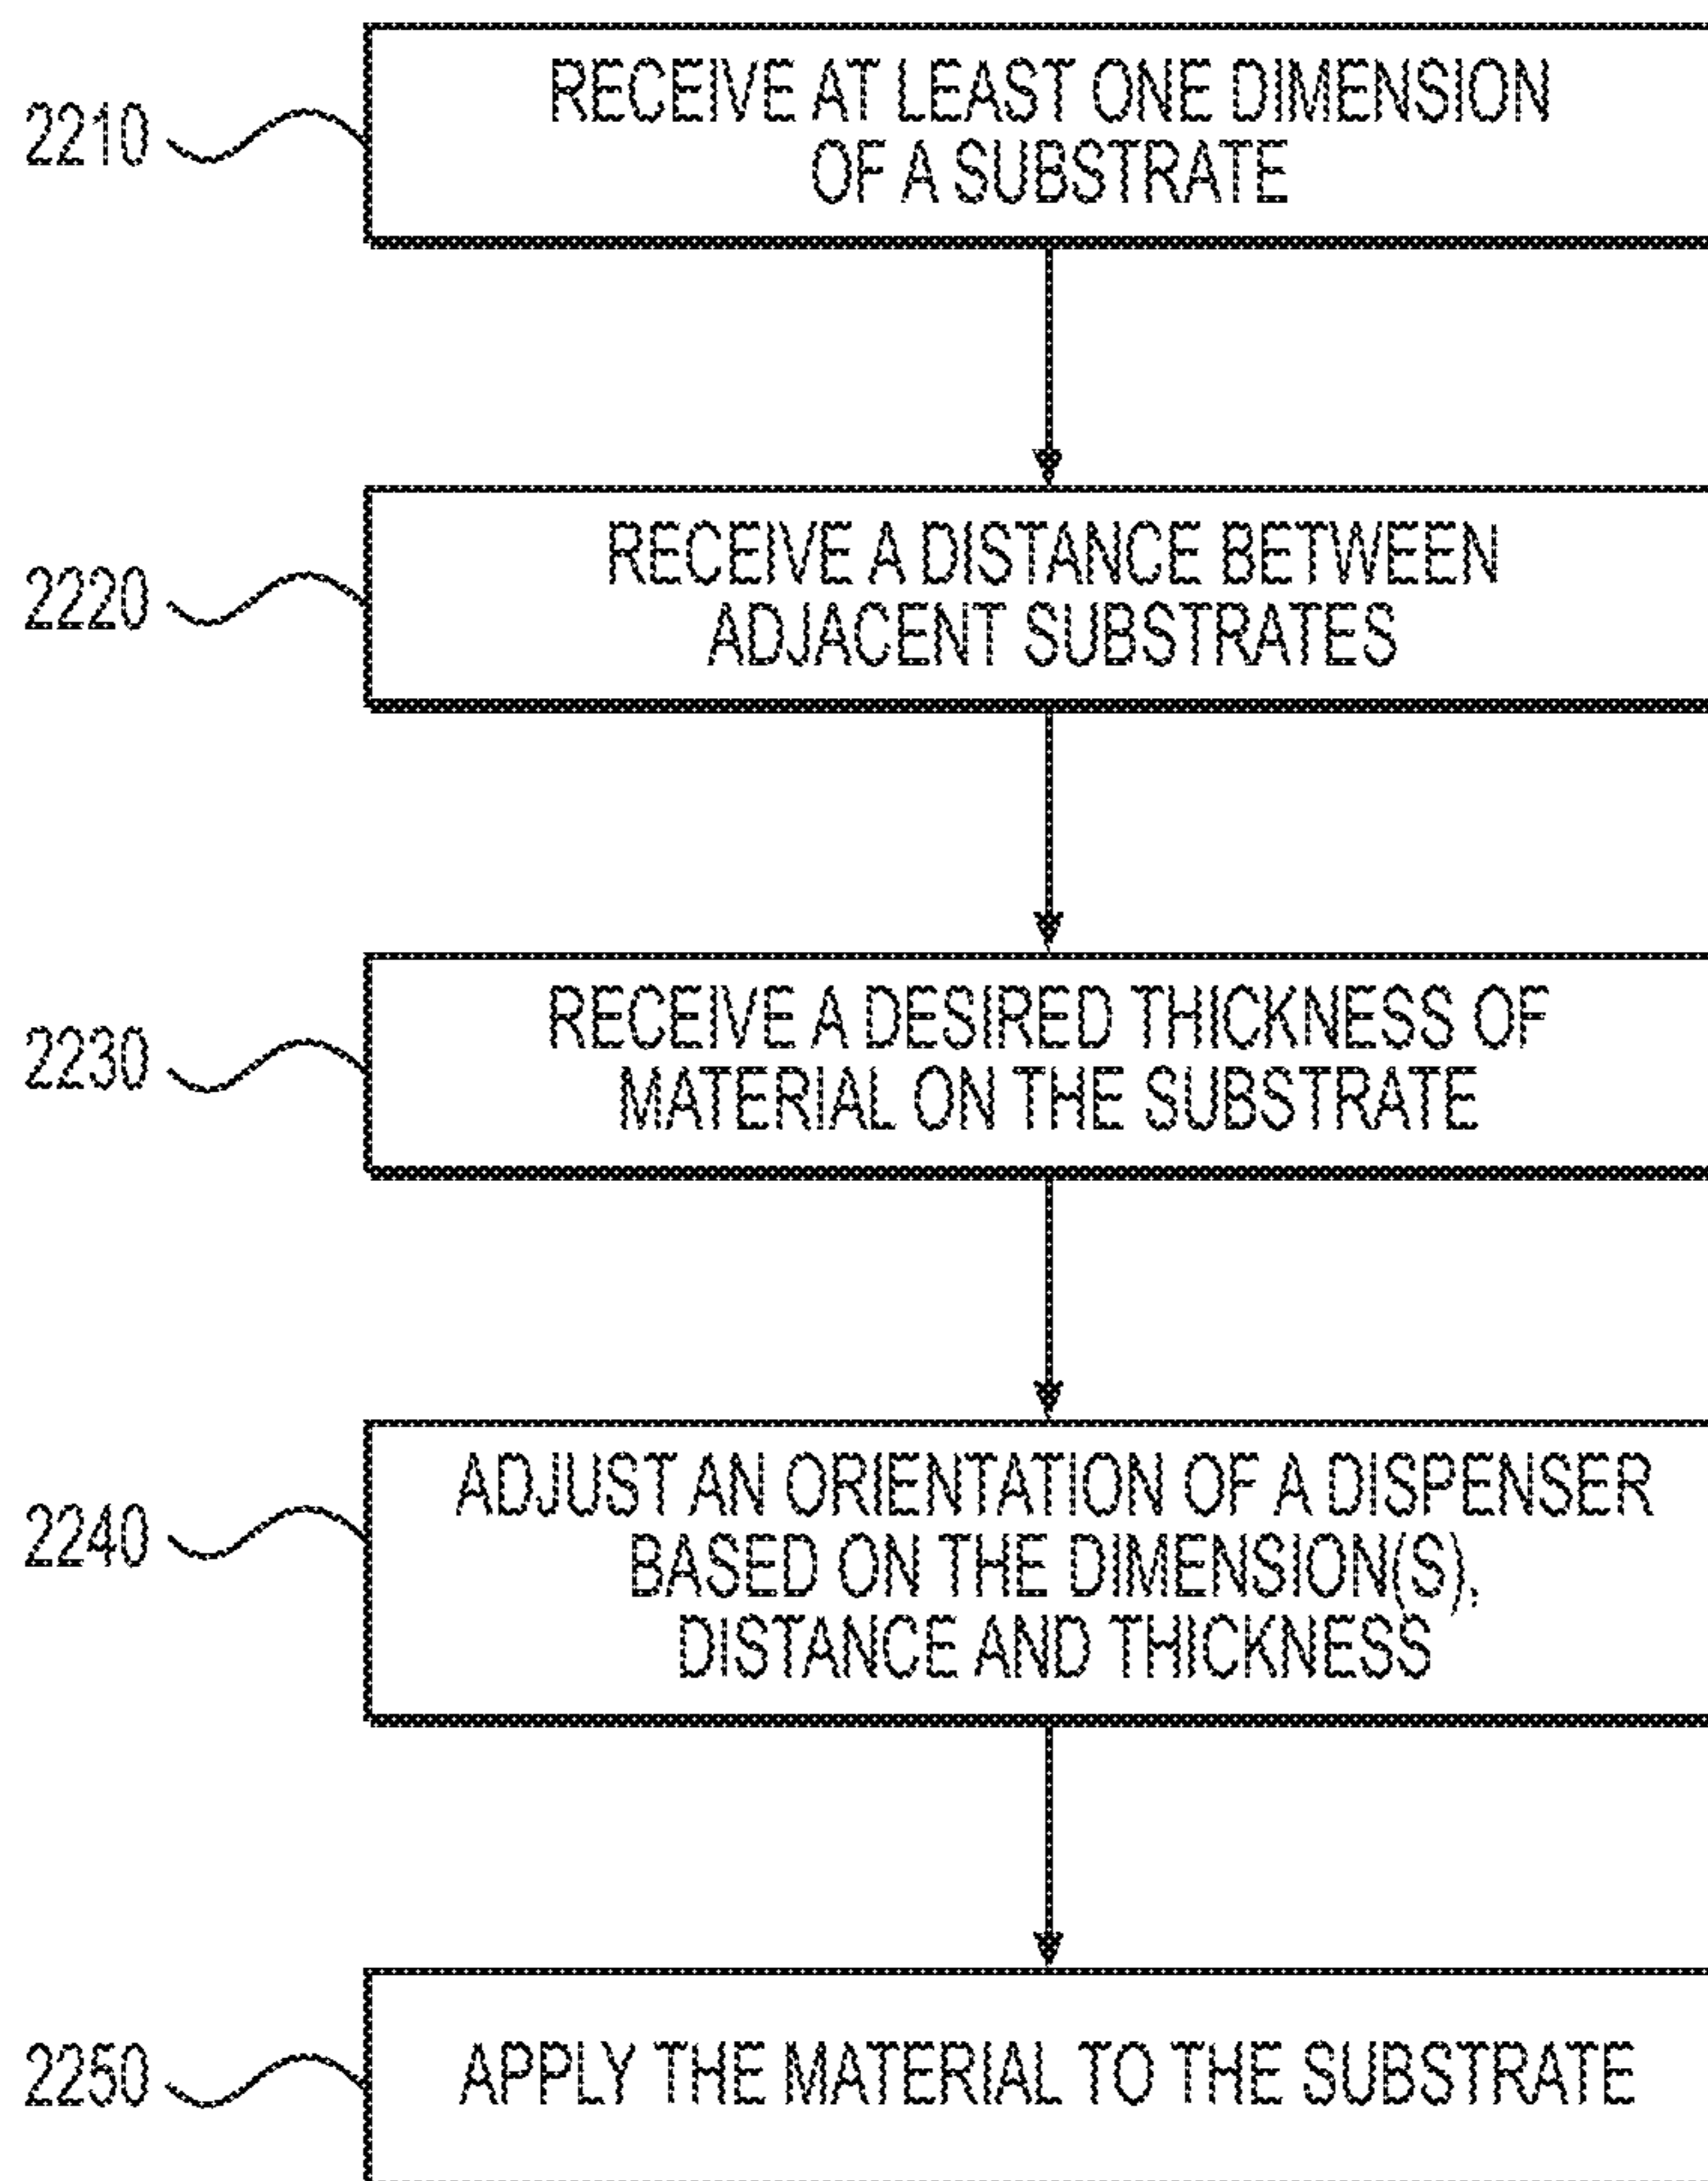 2210
RECEIVE AT LEAST ONE DIMENSION
OF A SUBSTRATE
2220
RECEIVE A DISTANCE BETWEEN
ADJACENT SUBSTRATES
2230
RECEIVE A DESIRED THICKNESS OF
MATERIAL ON THE SUBSTRATE
2240
ADJUST AN ORIENTATION OF A DISPENSER
BASED ON THE DIMENSION(S),
DISTANCE AND THICKNESS
2250
APPLY THE MATERIAL TO THE SUBSTRATE